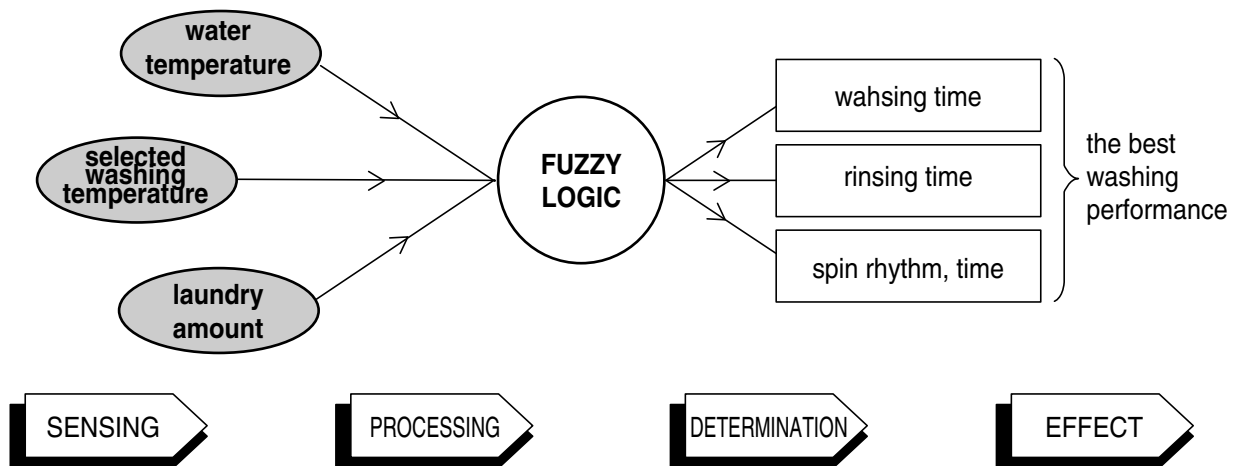 water
temperature
selected
washing
temperature
laundry
amount
FUZZY
LOGIC
wahsing time
rinsing time
spin rhythm, time
the best
washing
performance
SENSING
PROCESSING
DETERMINATION
EFFECT